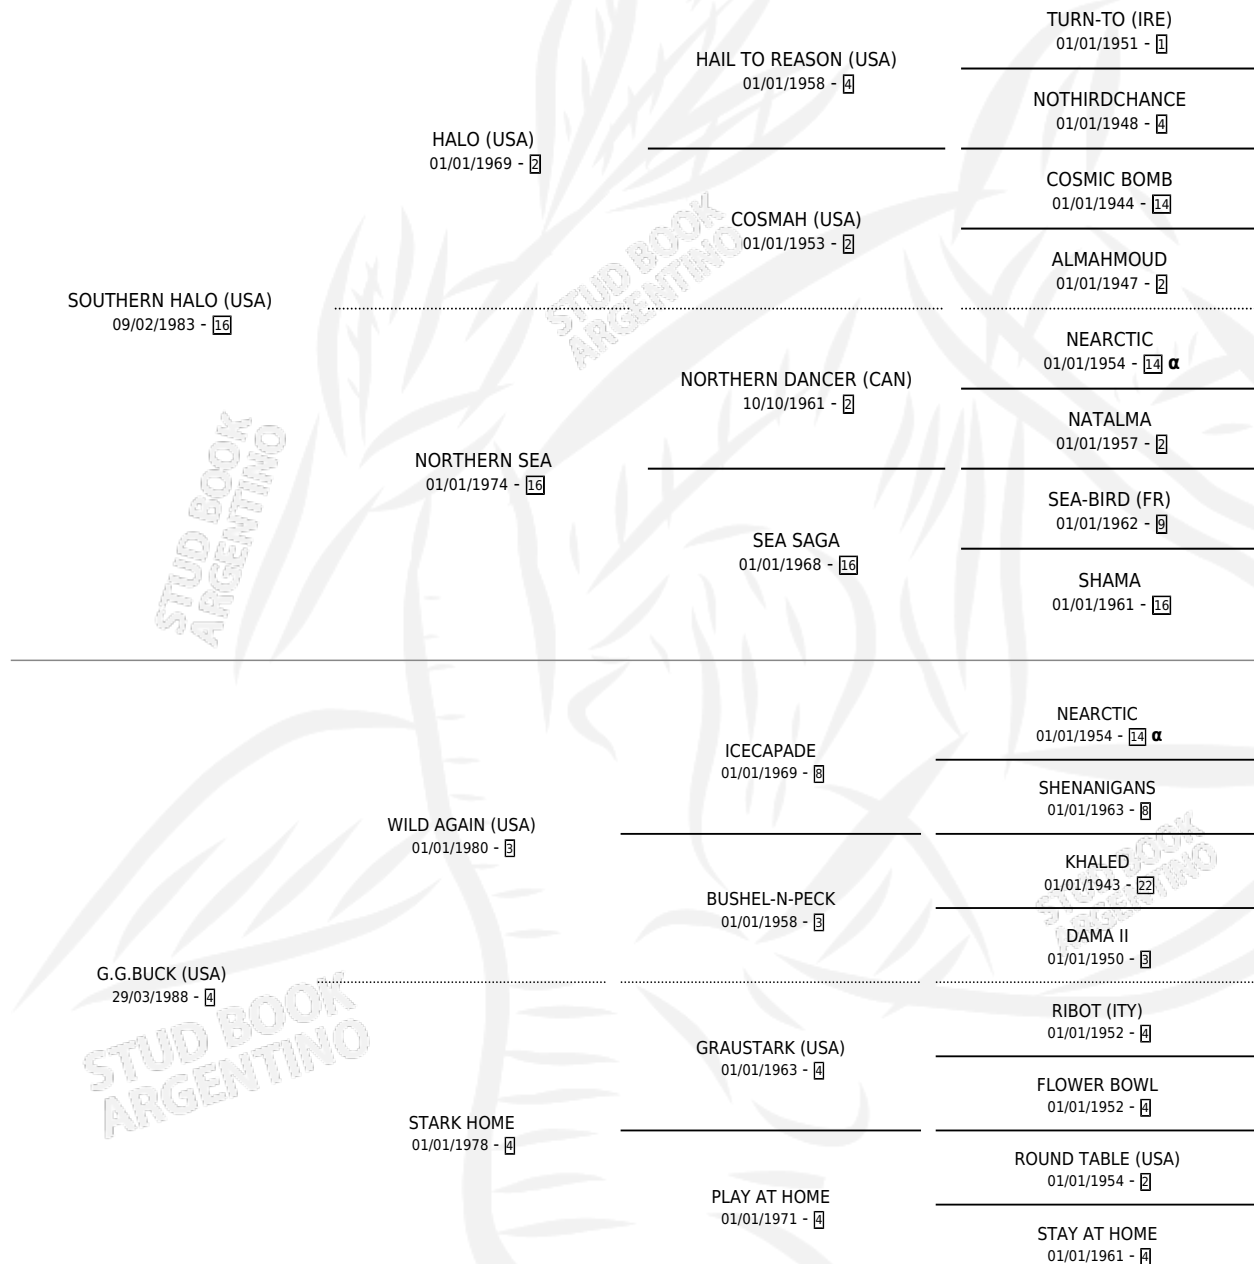 TURN-TO (IRE)
01/01/1951 - 1
HAIL TO REASON (USA)
01/01/1958 - 4
NOTHIRDCHANCE
01/01/1948 - 4
HALO (USA)
01/01/1969 - 2
COSMIC BOMB
01/01/1944 - 14
COSMAH (USA)
01/01/1953 - 2
ALMAHMOUD
01/01/1947 - 2
SOUTHERN HALO (USA)
09/02/1983 - 16
NEARCTIC
01/01/1954 - 14 α
NORTHERN DANCER (CAN)
10/10/1961 - 2
NATALMA
01/01/1957 - 2
NORTHERN SEA
01/01/1974 - 16
SEA-BIRD (FR)
01/01/1962 - 9
SEA SAGA
01/01/1968 - 16
SHAMA
01/01/1961 - 16
NEARCTIC
01/01/1954 - 14 α
ICECAPADE
01/01/1969 - 8
SHENANIGANS
01/01/1963 - 8
WILD AGAIN (USA)
01/01/1980 - 3
KHALED
01/01/1943 - 22
BUSHEL-N-PECK
01/01/1958 - 3
DAMA II
01/01/1950 - 3
G.G.BUCK (USA)
29/03/1988 - 4
RIBOT (ITY)
01/01/1952 - 4
GRAUSTARK (USA)
01/01/1963 - 4
FLOWER BOWL
01/01/1952 - 4
STARK HOME
01/01/1978 - 4
ROUND TABLE (USA)
01/01/1954 - 2
PLAY AT HOME
01/01/1971 - 4
STAY AT HOME
01/01/1961 - 4
STUD BOOK
ARGENTINO
STUD BOOK
ARGENTINO
STUD BOOK
ARGENTINO
STUD BOOK
ARGENTINO